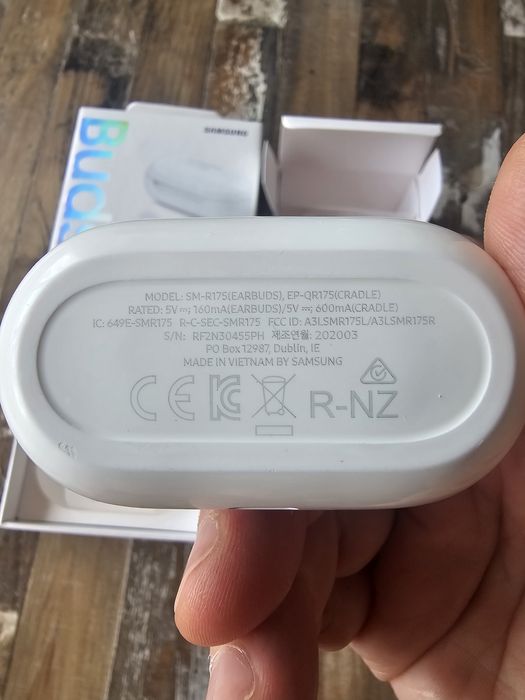 SAMSUNG
Buds
MODEL: SM-R175(EARBUDS), EP-QR175(CRADLE)
RATED: 5V⎓; 160mA(EARBUDS)/5V⎓; 600mA(CRADLE)
IC: 649E-SMR175 R-C-SEC-SMR175 FCC ID: A3LSMR175L/A3LSMR175R
S/N: RF2N30455PH 제조연월: 202003
PO Box 12987, Dublin, IE
MADE IN VIETNAM BY SAMSUNG
CE R-NZ